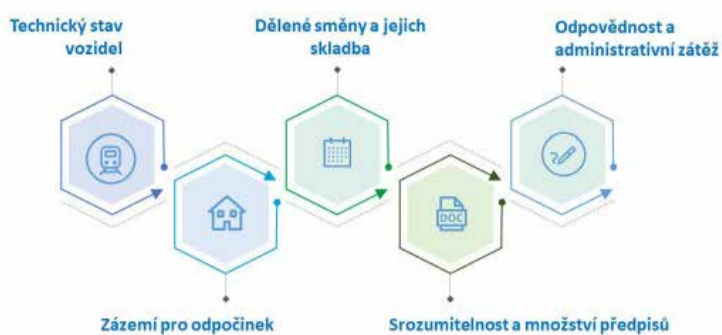 Technický stav
vozidel
Dělené směny a jejich
skladba
Odpovědnost a
administrativní zátěž
DOC
Zázemí pro odpočinek
Srozumitelnost a množství předpisů